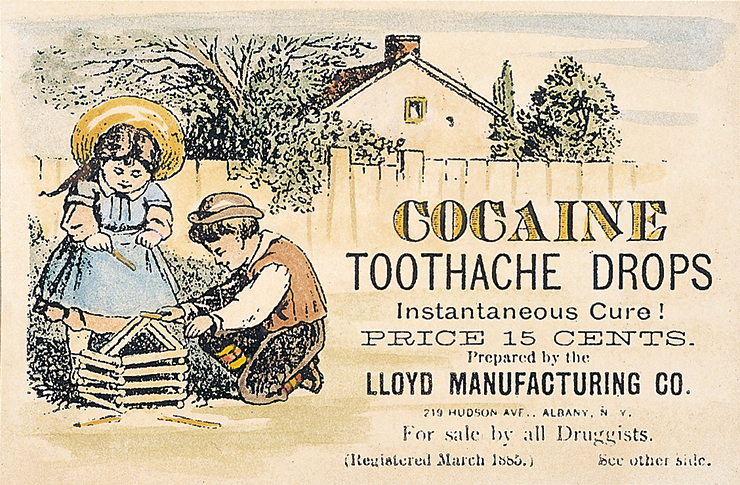 COCAINE
TOOTHACHE DROPS
Instantaneous Cure!
PRICE 15 CENTS.
Prepared by the
LLOYD MANUFACTURING CO.
219 HUDSON AVE., ALBANY, N. Y.
For sale by all Druggists.
(Registered March 1885.) See other side.